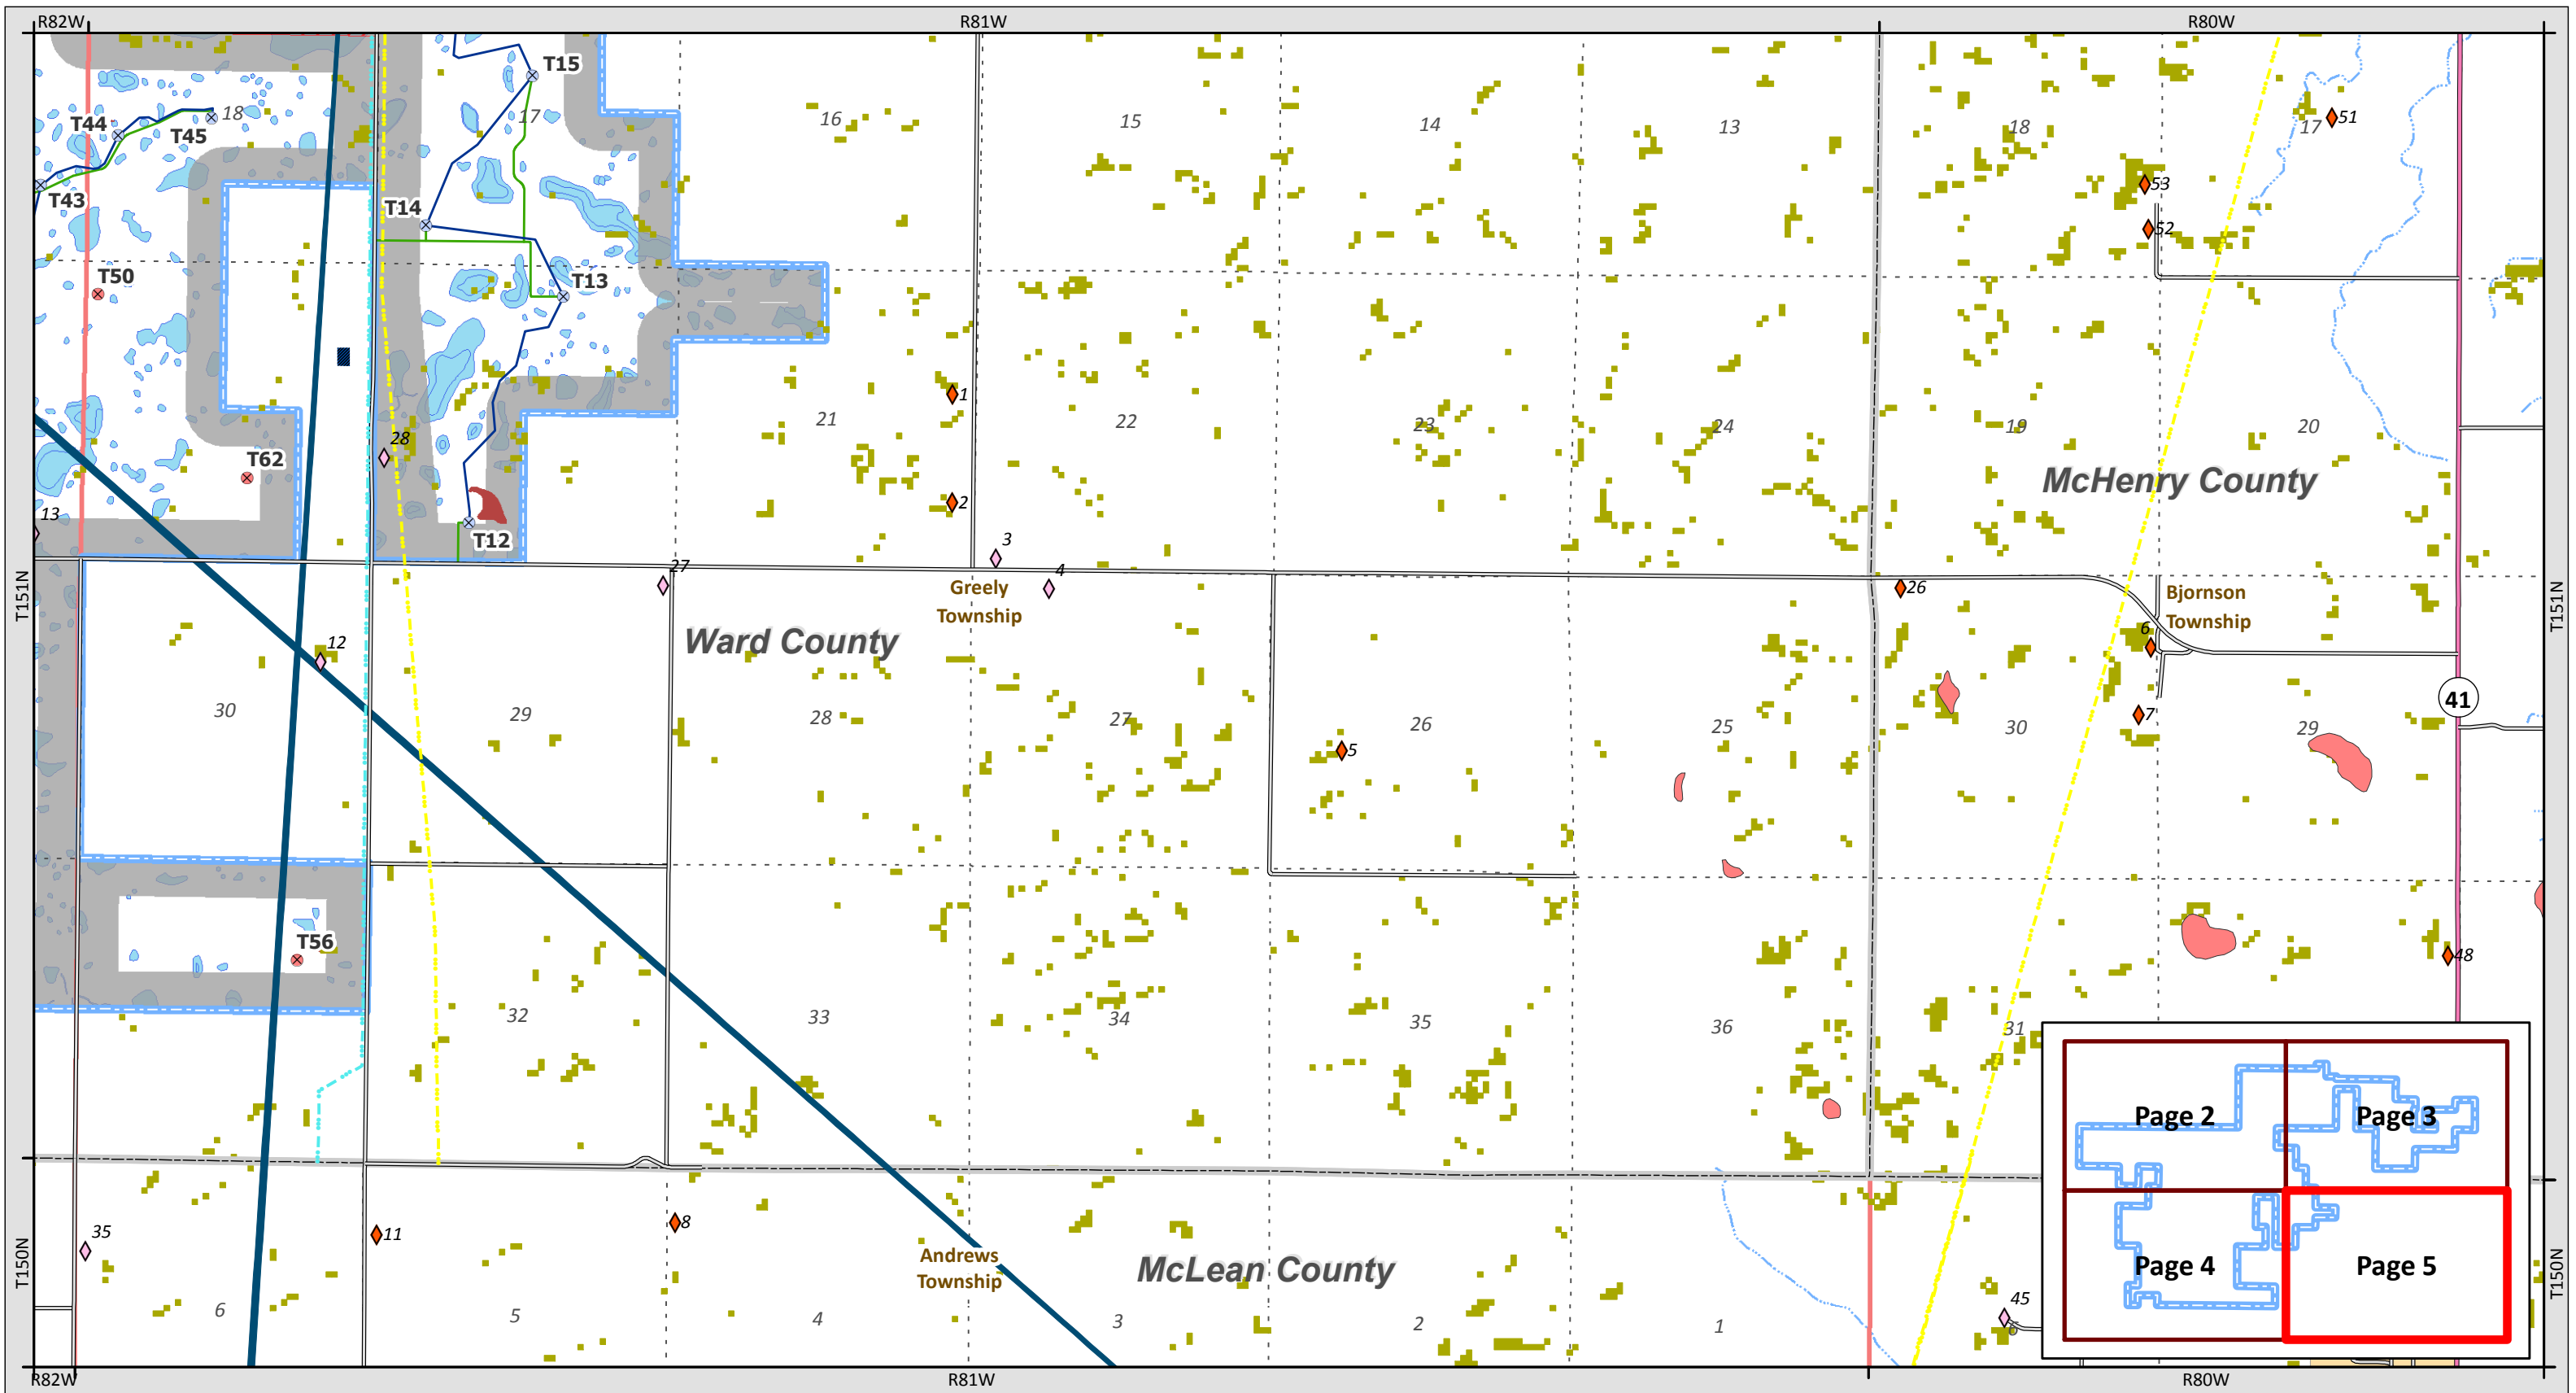 R82W
R81W
R80W
T15
T44
T45
18
17
16
15
14
13
18
17
51
T43
T14
53
52
T50
T13
1
28
21
22
23
24
19
20
T62
2
McHenry County
13
T12
3
27
4
26
Greely
Township
Bjornson
Township
T151N
T151N
12
Ward County
6
30
29
28
27
26
25
30
7
29
41
5
T56
48
32
33
34
35
36
31
Page 2
Page 3
35
11
8
Andrews
Township
McLean County
Page 4
Page 5
T150N
T150N
6
5
4
3
2
1
45
6
R82W
R81W
R80W